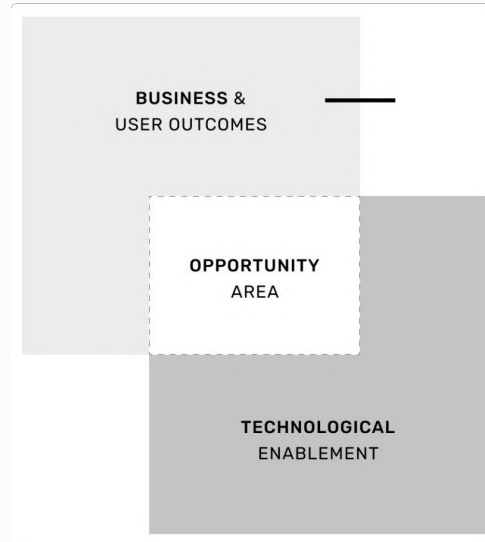 BUSINESS &
USER OUTCOMES
OPPORTUNITY
AREA
TECHNOLOGICAL
ENABLEMENT